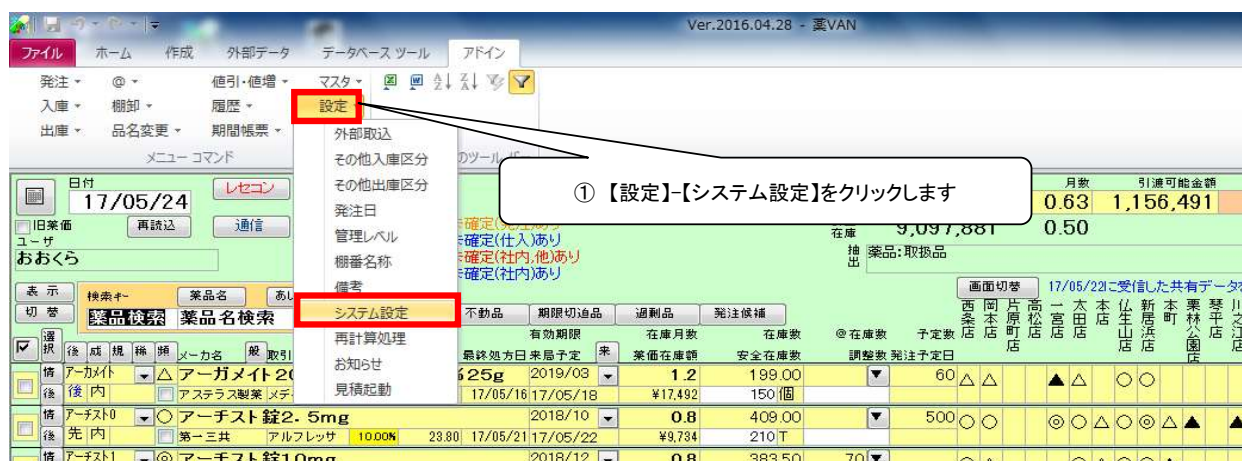 Ver.2016.04.28 - 薬VAN
ファイル ホーム 作成 外部データ データベース ツール アドイン
発注 @ 値引・値増 マスタ
入庫 棚卸 履歴 設定
出庫 品名変更 期間帳票
メニュー コマンド
外部取込
その他入庫区分
その他出庫区分
発注日
管理レベル
棚番名称
備考
システム設定
再計算処理
お知らせ
見積起動
① 【設定】-【システム設定】をクリックします
日付
17/05/24
レセコン
旧薬価 再読込 通信
ユーザ
おおくら
確定(仕入)あり
確定(社内,他)あり
確定(社内)あり
月数 引渡可能金額
0.63 1,156,491
在庫 9,097,881 0.50
抽出 薬品:取扱品
表示切替 検索キー 薬品名
薬品検索 薬品名検索
不動品 期限切迫品 過剰品 発注候補
画面切替 17/05/22に受信した共有データ
西条店 岡本店 片原町店 高松店 一宮店 太田店 本店 仏生山店 新居浜店 本町 栗林公園店 琴平店
選択 後 成 規 稀 頻 メーカ名 般 取引
有効期限 在庫月数 在庫数 @在庫数 予定数
最終処方日 来局予定 来 薬価在庫額 安全在庫数 調整数 発注予定日
情 アーカメイト △ アーガメイト20 25g 2019/03 1.2 199.00 60 △ △ ▲ △ ○ ○
後 後 内 アステラス製薬 メデ 17/05/16 17/05/18 ¥17,492 150 個
情 アーチスト0 ○ アーチスト錠2.5mg 2018/10 0.8 409.00 500 ○ ○ ◎ ○ △ ○ ◎ △ ▲ ▲
後 先 内 第一三共 アルフレッサ 10.00% 23.80 17/05/21 17/05/22 ¥9,734 210 T
情 アーチスト1 ◎ アーチスト錠10mg 2018/12 0.8 383.50 70